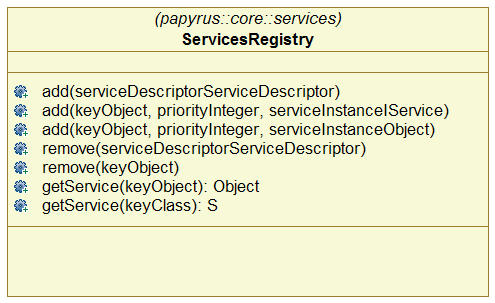 (papyrus::core::services)
ServicesRegistry
add(serviceDescriptorServiceDescriptor)
add(keyObject, priorityInteger, serviceInstanceIService)
add(keyObject, priorityInteger, serviceInstanceObject)
remove(serviceDescriptorServiceDescriptor)
remove(keyObject)
getService(keyObject): Object
getService(keyClass): S